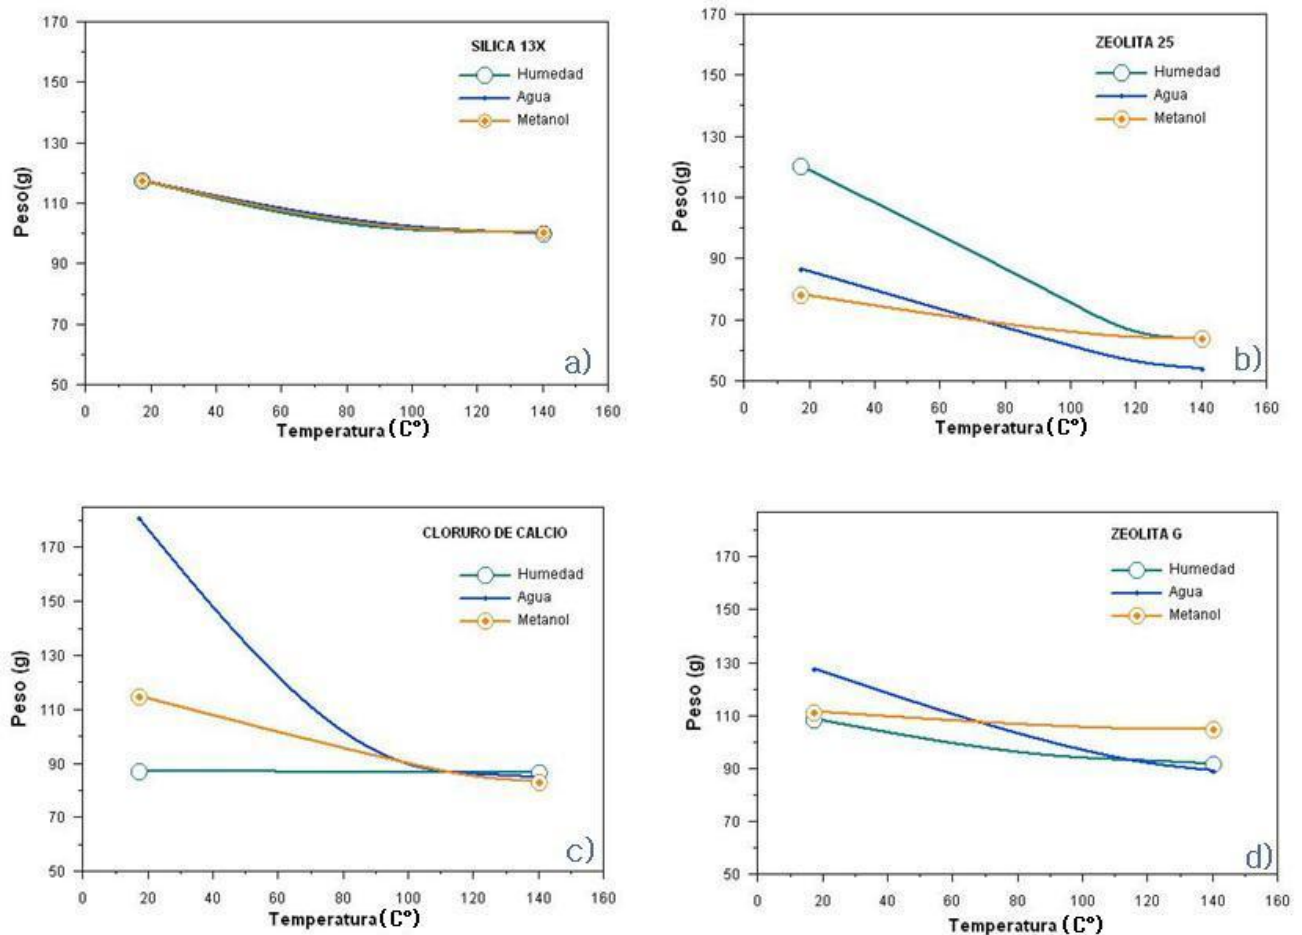 170
150
130
110
90
70
50
Peso(g)
SILICA 13X
Humedad
Agua
Metanol
a)
0 20 40 60 80 100 120 140 160
Temperatura (C°)
170
150
130
110
90
70
50
Peso(g)
ZEOLITA 25
Humedad
Agua
Metanol
b)
0 20 40 60 80 100 120 140 160
Temperatura (C°)
170
150
130
110
90
70
50
Peso (g)
CLORURO DE CALCIO
Humedad
Agua
Metanol
c)
0 20 40 60 80 100 120 140 160
Temperatura (C°)
170
150
130
110
90
70
50
Peso (g)
ZEOLITA G
Humedad
Agua
Metanol
d)
0 20 40 60 80 100 120 140 160
Temperatura (C°)